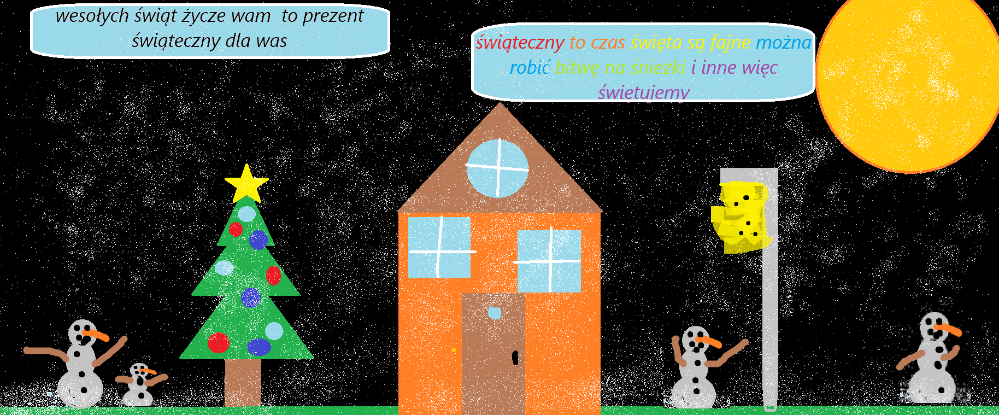 wesołych świąt życze wam to prezent
świąteczny dla was
świąteczny to czas święta są fajne można
robić bitwę na śnieżki i inne więc
świetujemy